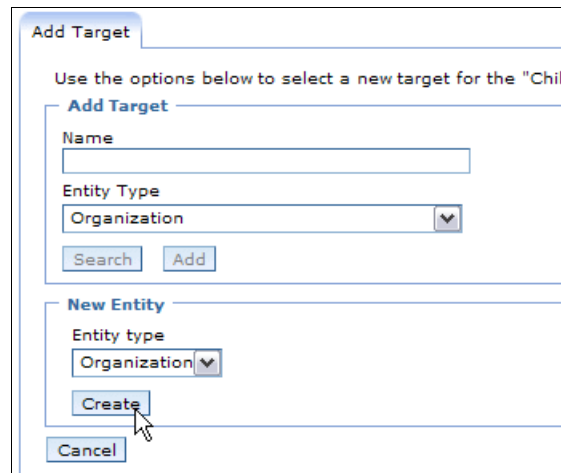 Add Target
Use the options below to select a new target for the "Chi
Add Target
Name
Entity Type
Organization
Search Add
New Entity
Entity type
Organization
Create
Cancel